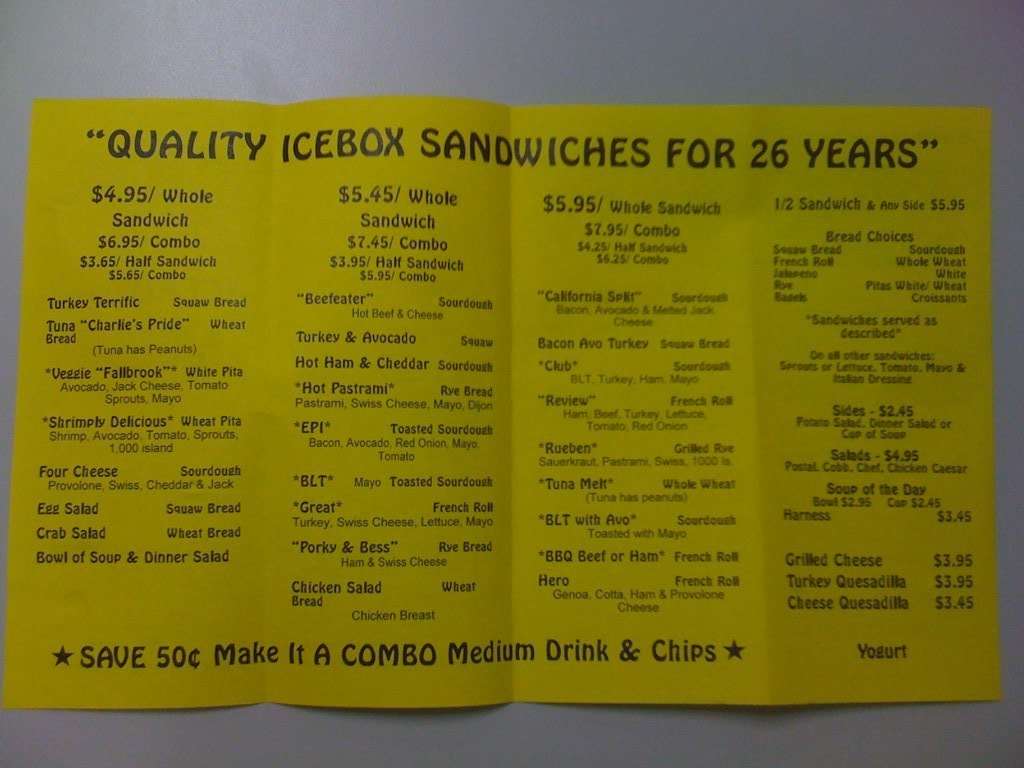 "QUALITY ICEBOX SANDWICHES FOR 26 YEARS"
$4.95/ Whole
Sandwich
$6.95/ Combo
$3.65/ Half Sandwich
$5.65/ Combo
Turkey Terrific Squaw Bread
Tuna "Charlie's Pride" Wheat
Bread
(Tuna has Peanuts)
*Veggie "Fallbrook"* White Pita
Avocado, Jack Cheese, Tomato
Sprouts, Mayo
*Shrimply Delicious* Wheat Pita
Shrimp, Avocado, Tomato, Sprouts,
1,000 island
Four Cheese Sourdough
Provolone, Swiss, Cheddar & Jack
Egg Salad Squaw Bread
Crab Salad Wheat Bread
Bowl of Soup & Dinner Salad
$5.45/ Whole
Sandwich
$7.45/ Combo
$3.95/ Half Sandwich
$5.95/ Combo
"Beefeater" Sourdough
Hot Beef & Cheese
Turkey & Avocado Squaw
Hot Ham & Cheddar Sourdough
*Hot Pastrami* Rye Bread
Pastrami, Swiss Cheese, Mayo, Dijon
*EPI* Toasted Sourdough
Bacon, Avocado, Red Onion, Mayo,
Tomato
*BLT* Mayo Toasted Sourdough
*Great* French Roll
Turkey, Swiss Cheese, Lettuce, Mayo
"Porky & Bess" Rye Bread
Ham & Swiss Cheese
Chicken Salad Wheat
Bread
Chicken Breast
$5.95/ Whole Sandwich
$7.95/ Combo
$4.25/ Half Sandwich
$6.25/ Combo
"California Split" Sourdough
Bacon, Avocado & Melted Jack
Cheese
Bacon Avo Turkey Squaw Bread
*Club* Sourdough
BLT, Turkey, Ham, Mayo
"Review" French Roll
Ham, Beef, Turkey, Lettuce,
Tomato, Red Onion
*Rueben* Grilled Rye
Sauerkraut, Pastrami, Swiss, 1000 is.
*Tuna Melt* Whole Wheat
(Tuna has peanuts)
*BLT with Avo* Sourdough
Toasted with Mayo
*BBQ Beef or Ham* French Roll
Hero French Roll
Genoa, Cotta, Ham & Provolone
Cheese
1/2 Sandwich & Any Side $5.95
Bread Choices
Squaw Bread Sourdough
French Roll Whole Wheat
Jalapeno White
Rye Pitas White/ Wheat
Bagels Croissants
*Sandwiches served as
described*
On all other sandwiches:
Sprouts or Lettuce, Tomato, Mayo &
Italian Dressing
Sides - $2.45
Potato Salad, Dinner Salad or
Cup of Soup
Salads - $4.95
Postal, Cobb, Chef, Chicken Caesar
Soup of the Day
Bowl $2.95 Cup $2.45
Harness $3.45
Grilled Cheese $3.95
Turkey Quesadilla $3.95
Cheese Quesadilla $3.45
Yogurt
★ SAVE 50¢ Make It A COMBO Medium Drink & Chips ★